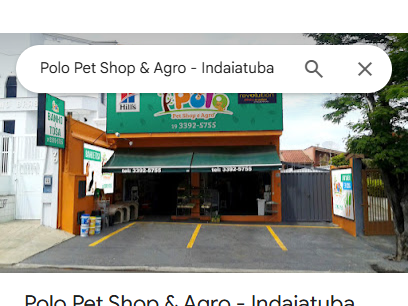 Polo Pet Shop & Agro - Indaiatuba
Hill's
Polo
revolution
Pet Shop e Agro
19 3392-5755
BANHO
TOSA
tel: 3392-5755
tel: 3392-5755
Polo Pet Shop & Agro - Indaiatuba